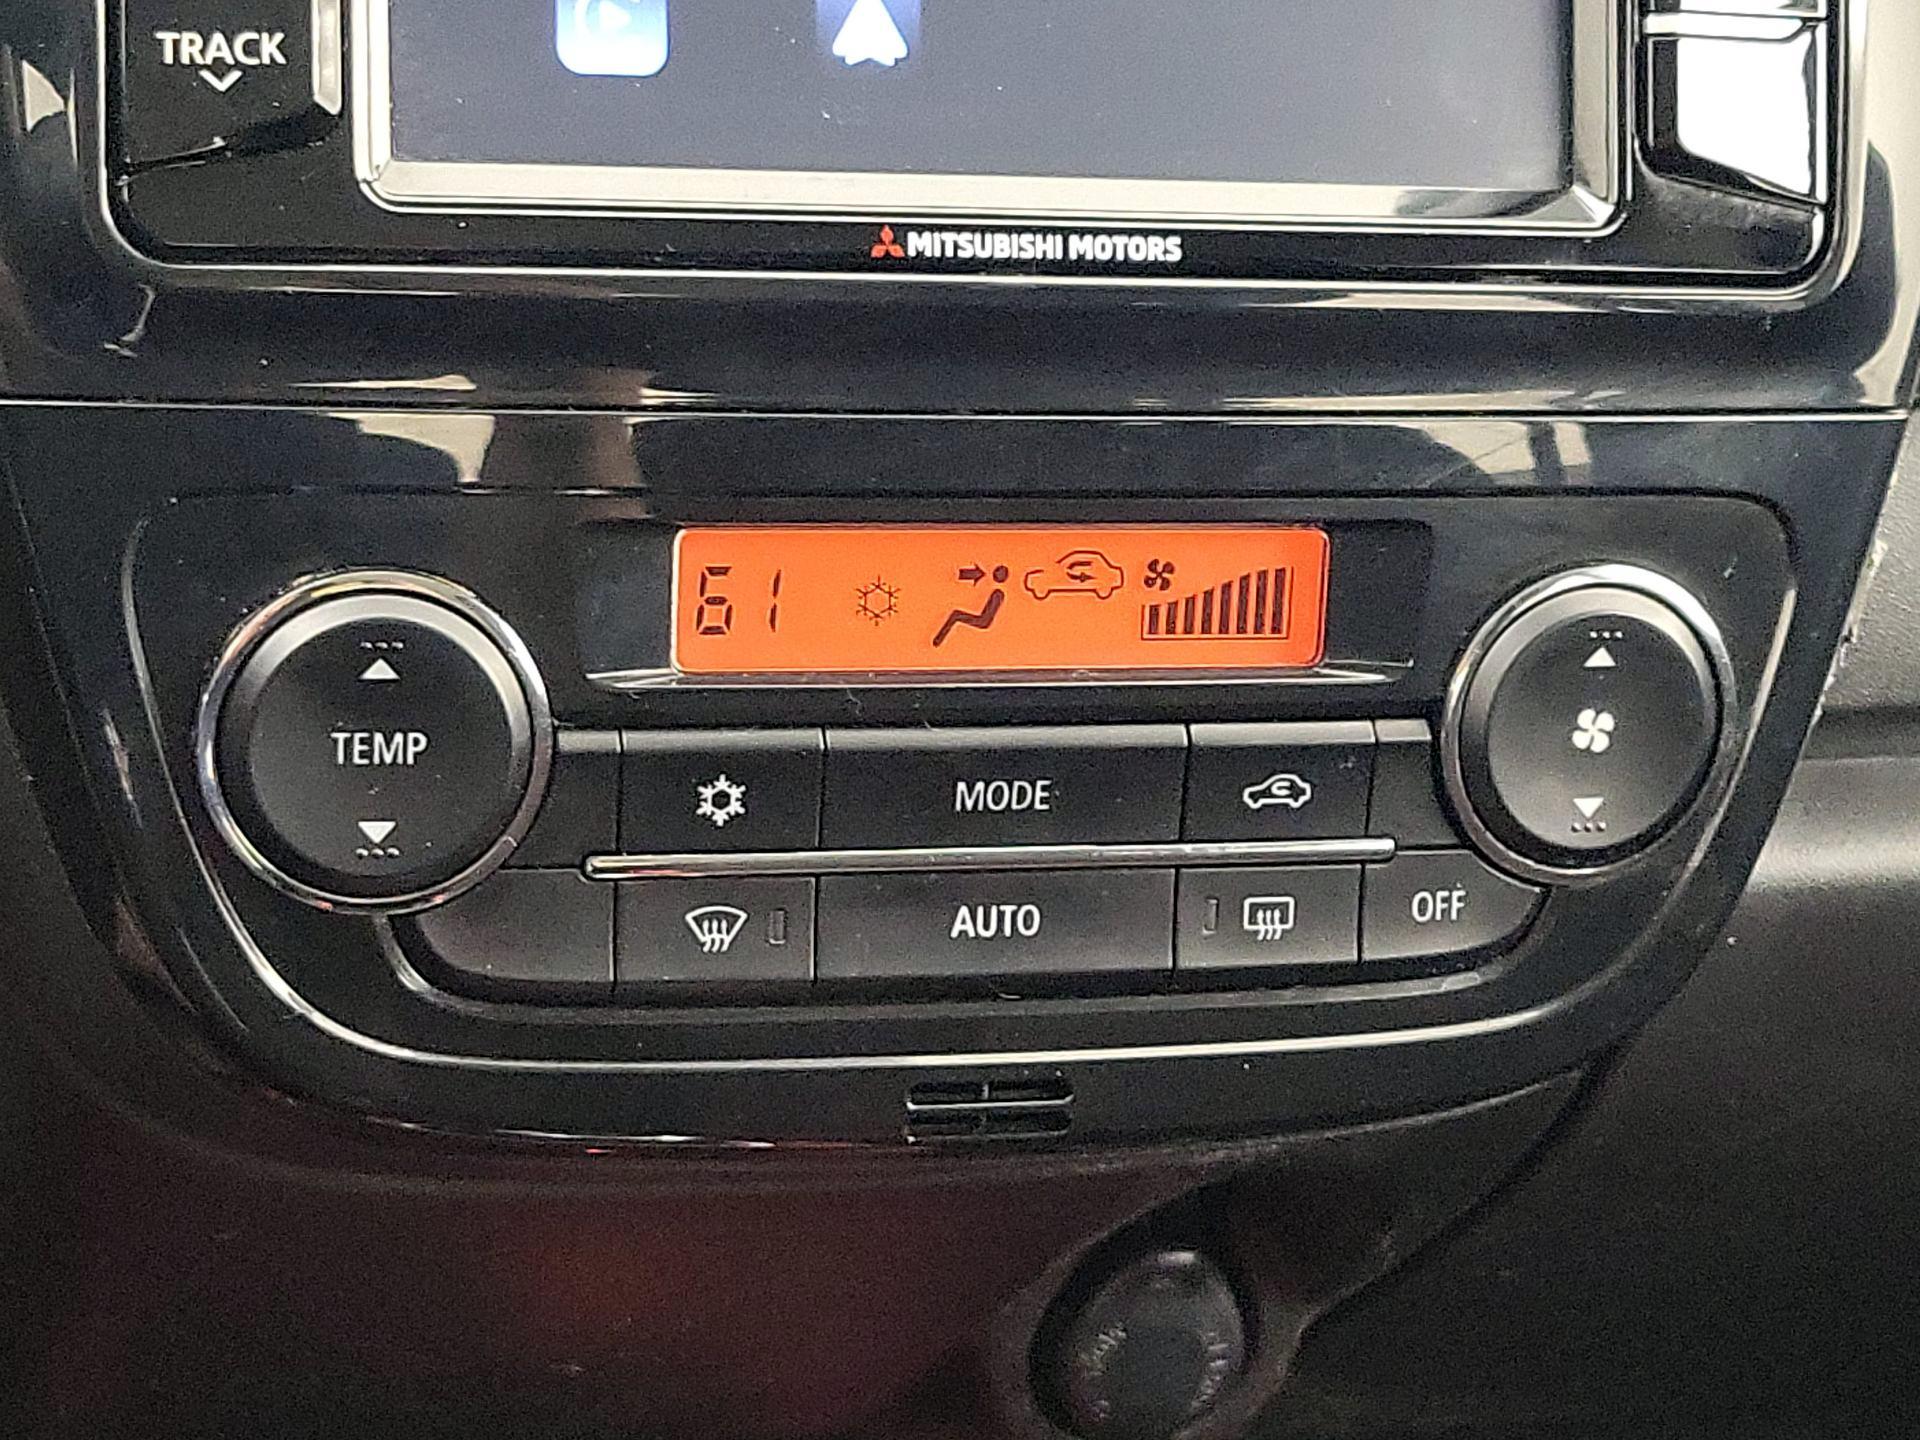 TRACK
MITSUBISHI MOTORS
61
TEMP
MODE
AUTO
OFF